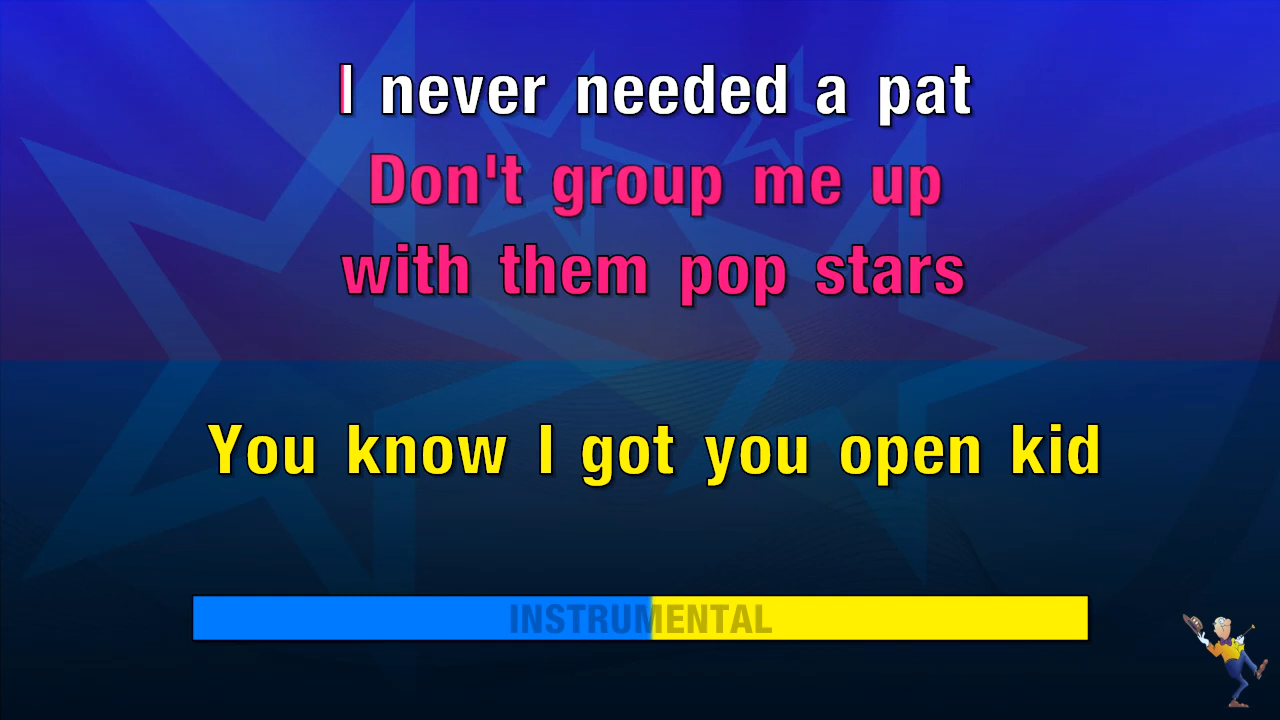 I never needed a pat
Don't group me up
with them pop stars
You know I got you open kid
INSTRUMENTAL